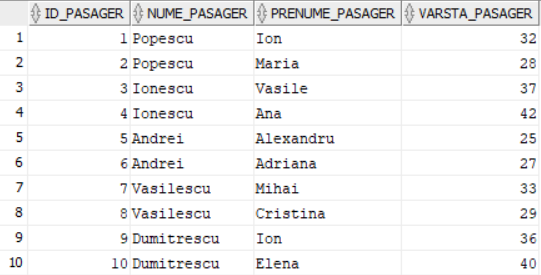 ID_PASAGER NUME_PASAGER PRENUME_PASAGER VARSTA_PASAGER
1 1 Popescu Ion 32
2 2 Popescu Maria 28
3 3 Ionescu Vasile 37
4 4 Ionescu Ana 42
5 5 Andrei Alexandru 25
6 6 Andrei Adriana 27
7 7 Vasilescu Mihai 33
8 8 Vasilescu Cristina 29
9 9 Dumitrescu Ion 36
10 10 Dumitrescu Elena 40